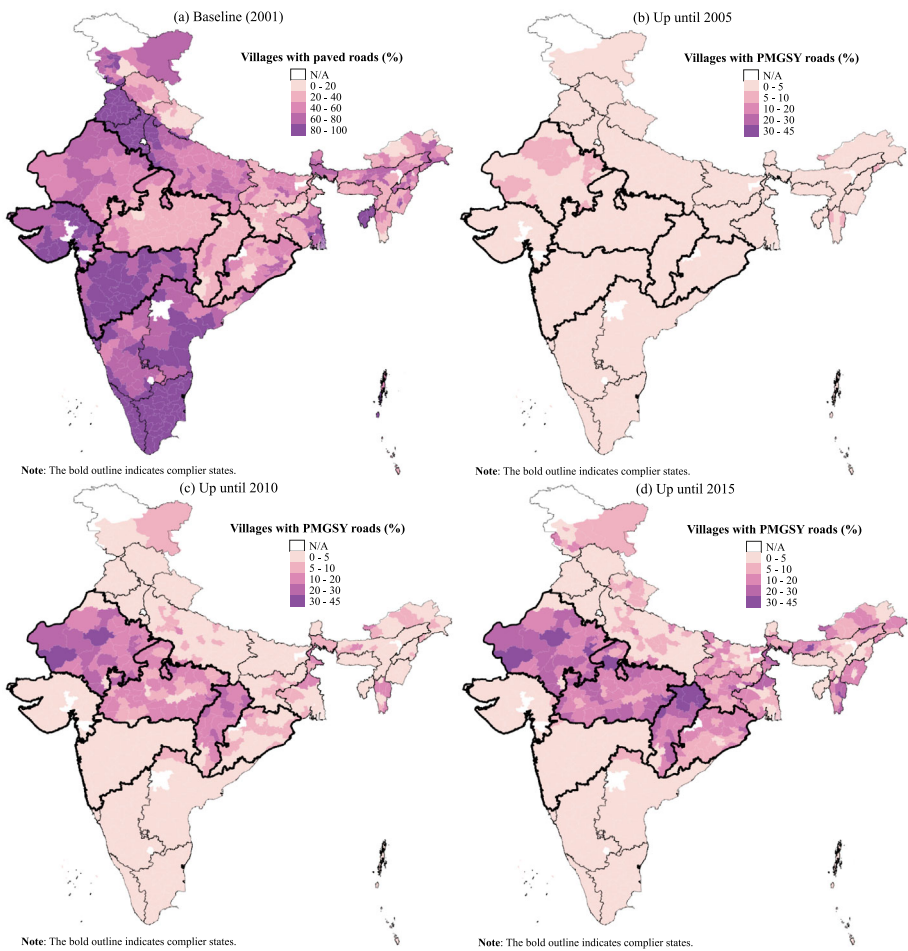 (a) Baseline (2001)
Villages with paved roads (%)
N/A
0 - 20
20 - 40
40 - 60
60 - 80
80 - 100
Note: The bold outline indicates complier states.
(b) Up until 2005
Villages with PMGSY roads (%)
N/A
0 - 5
5 - 10
10 - 20
20 - 30
30 - 45
Note: The bold outline indicates complier states.
(c) Up until 2010
Villages with PMGSY roads (%)
N/A
0 - 5
5 - 10
10 - 20
20 - 30
30 - 45
Note: The bold outline indicates complier states.
(d) Up until 2015
Villages with PMGSY roads (%)
N/A
0 - 5
5 - 10
10 - 20
20 - 30
30 - 45
Note: The bold outline indicates complier states.